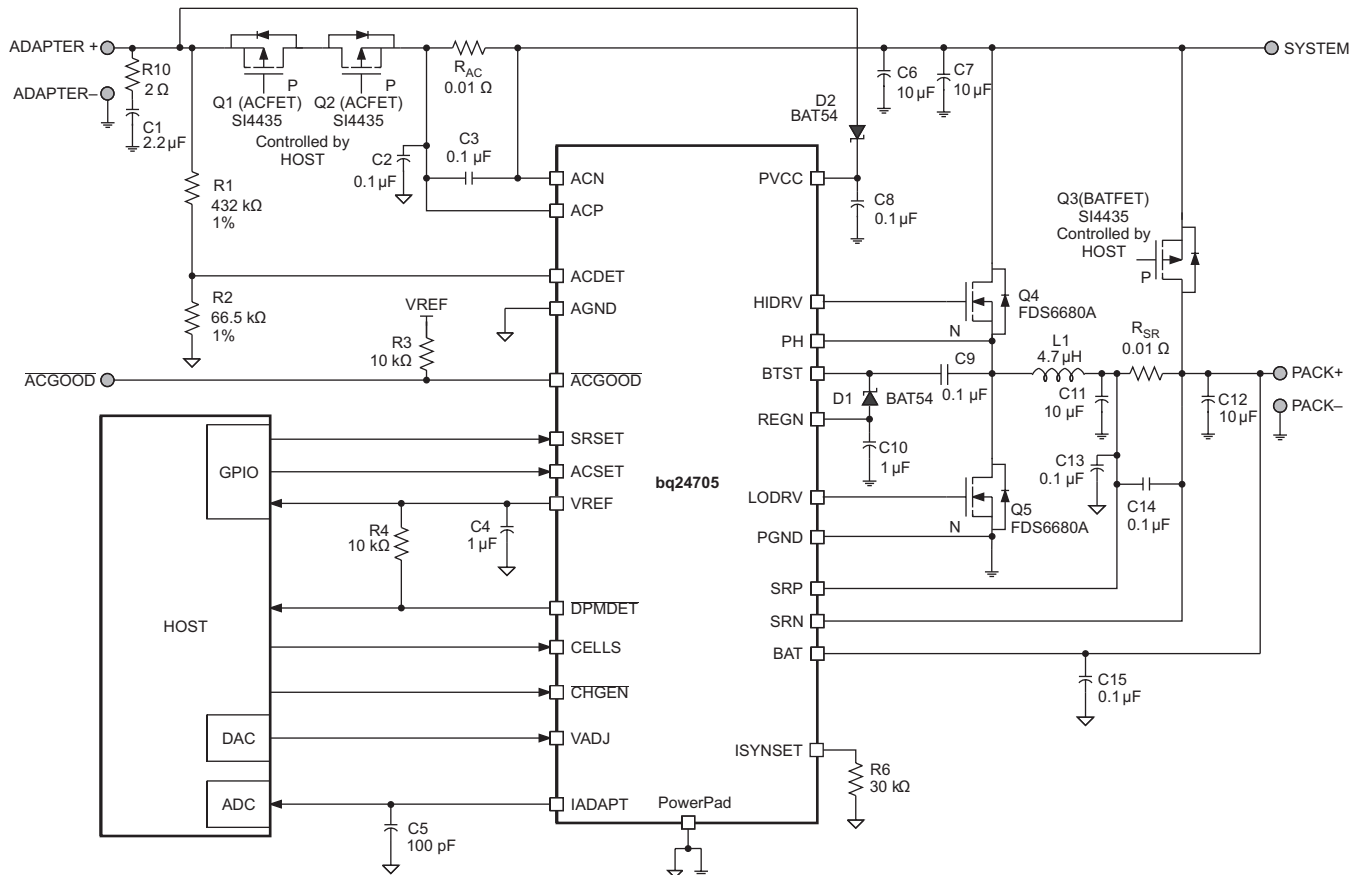 ADAPTER +
ADAPTER–
R10
2 Ω
C1
2.2 µF
P
Q1 (ACFET)
SI4435
P
Q2 (ACFET)
SI4435
Controlled by
HOST
RAC
0.01 Ω
C2
0.1 µF
C3
0.1 µF
R1
432 kΩ
1%
R2
66.5 kΩ
1%
VREF
R3
10 kΩ
ACGOOD
HOST
GPIO
DAC
ADC
R4
10 kΩ
C4
1 µF
C5
100 pF
bq24705
ACN
ACP
ACDET
AGND
ACGOOD
SRSET
ACSET
VREF
DPMDET
CELLS
CHGEN
VADJ
IADAPT
PowerPad
PVCC
HIDRV
PH
BTST
REGN
LODRV
PGND
SRP
SRN
BAT
ISYNSET
D2
BAT54
C8
0.1 µF
C6
10 µF
C7
10 µF
SYSTEM
Q3(BATFET)
SI4435
Controlled by
HOST
P
Q4
FDS6680A
N
D1
BAT54
C9
0.1 µF
C10
1 µF
L1
4.7 µH
RSR
0.01 Ω
C11
10 µF
C12
10 µF
PACK+
PACK–
C13
0.1 µF
C14
0.1 µF
Q5
FDS6680A
N
C15
0.1 µF
R6
30 kΩ